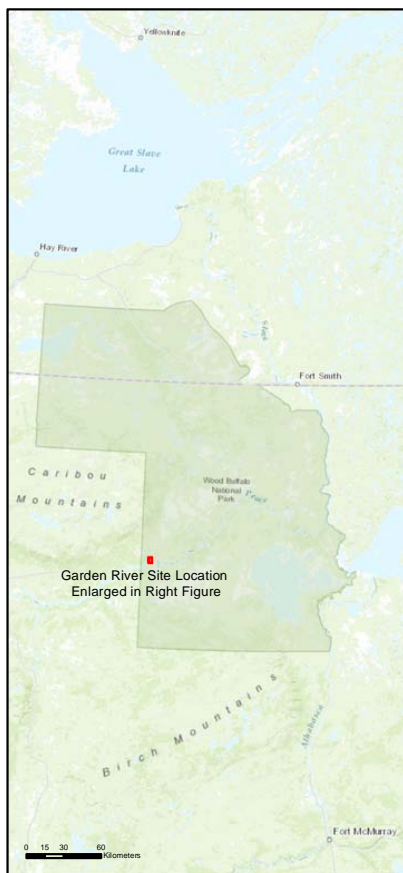 Yellowknife
Great Slave
Lake
Hay River
Slave
Fort Smith
Caribou
Mountains
Wood Buffalo
National
Park
Peace
Garden River Site Location
Enlarged in Right Figure
Birch Mountains
Athabasca
Fort McMurray
0 15 30 60
Kilometers